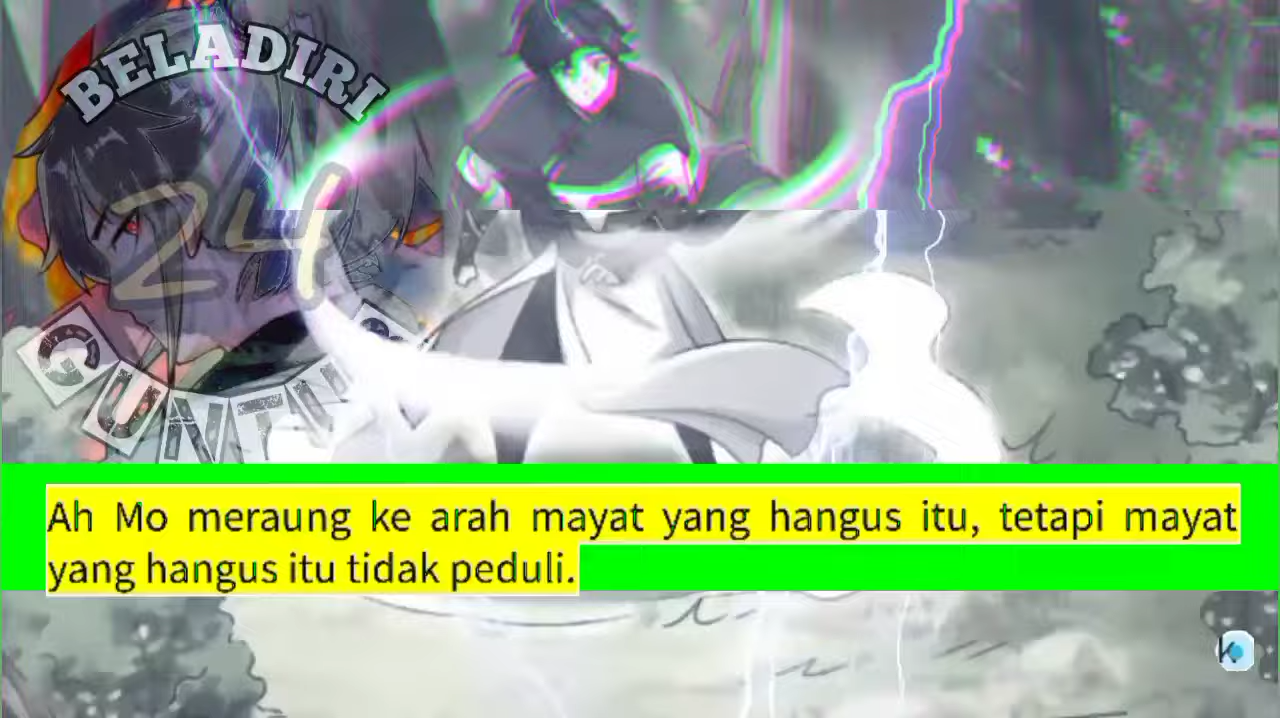 BELADIRI
24
Ah Mo meraung ke arah mayat yang hangus itu, tetapi mayat
yang hangus itu tidak peduli.